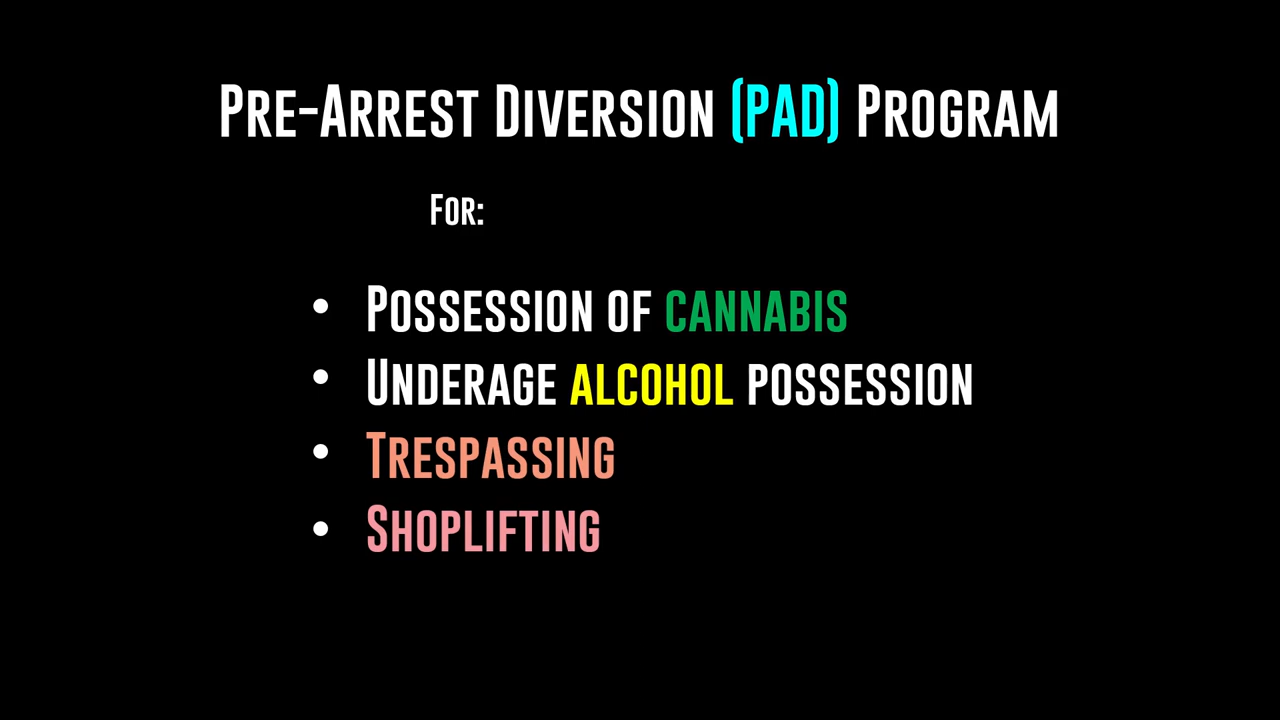 Pre-Arrest Diversion (PAD) Program
For:
• Possession of cannabis
• Underage alcohol possession
• Trespassing
• Shoplifting